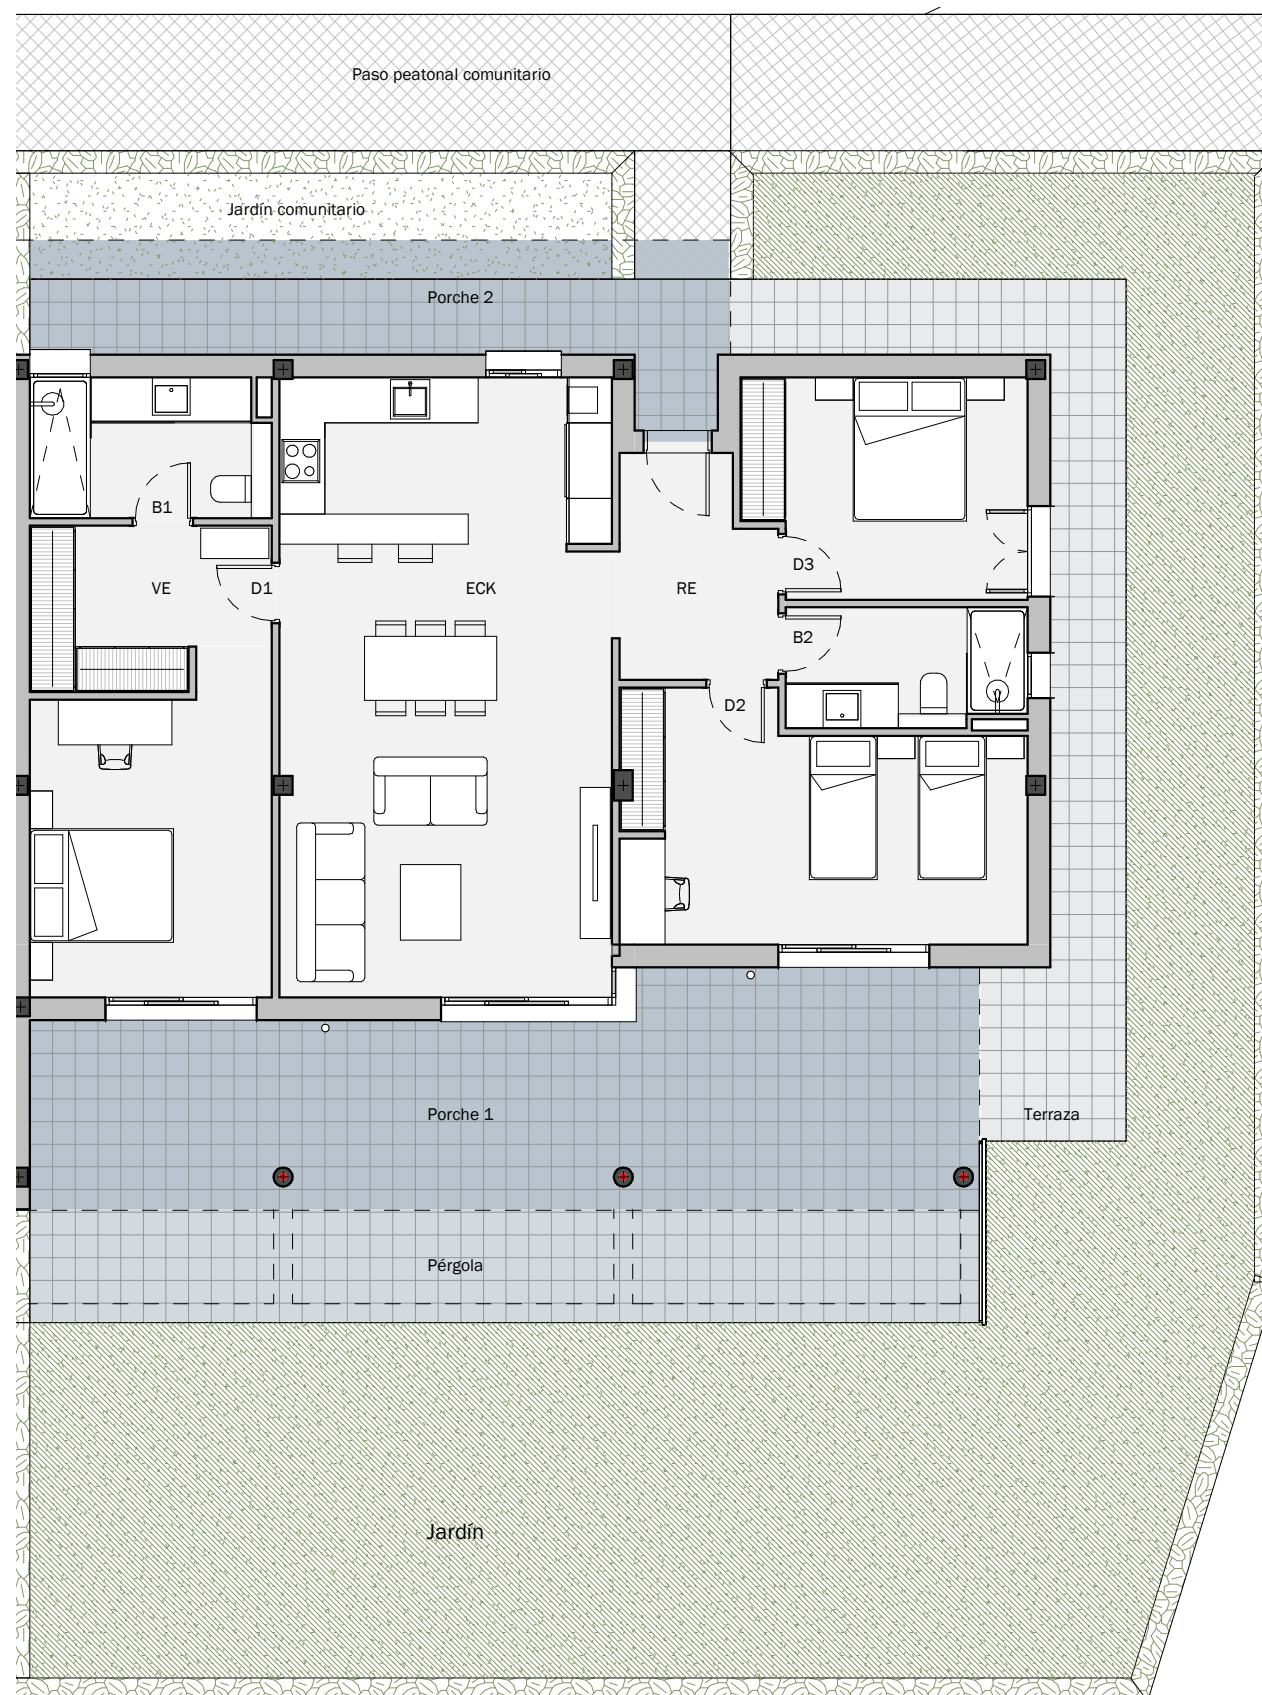 Paso peatonal comunitario
Jardín comunitario
Porche 2
B1
VE
D1
ECK
RE
D3
B2
D2
Porche 1
Terraza
Pérgola
Jardín